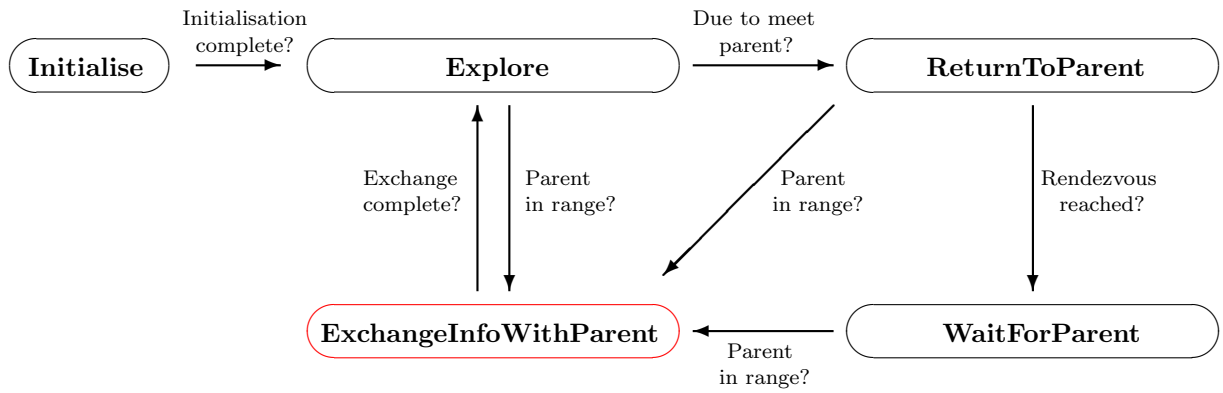 Initialisation
complete?
Due to meet
parent?
Initialise
Explore
ReturnToParent
Exchange
complete?
Parent
in range?
Parent
in range?
Rendezvous
reached?
ExchangeInfoWithParent
WaitForParent
Parent
in range?